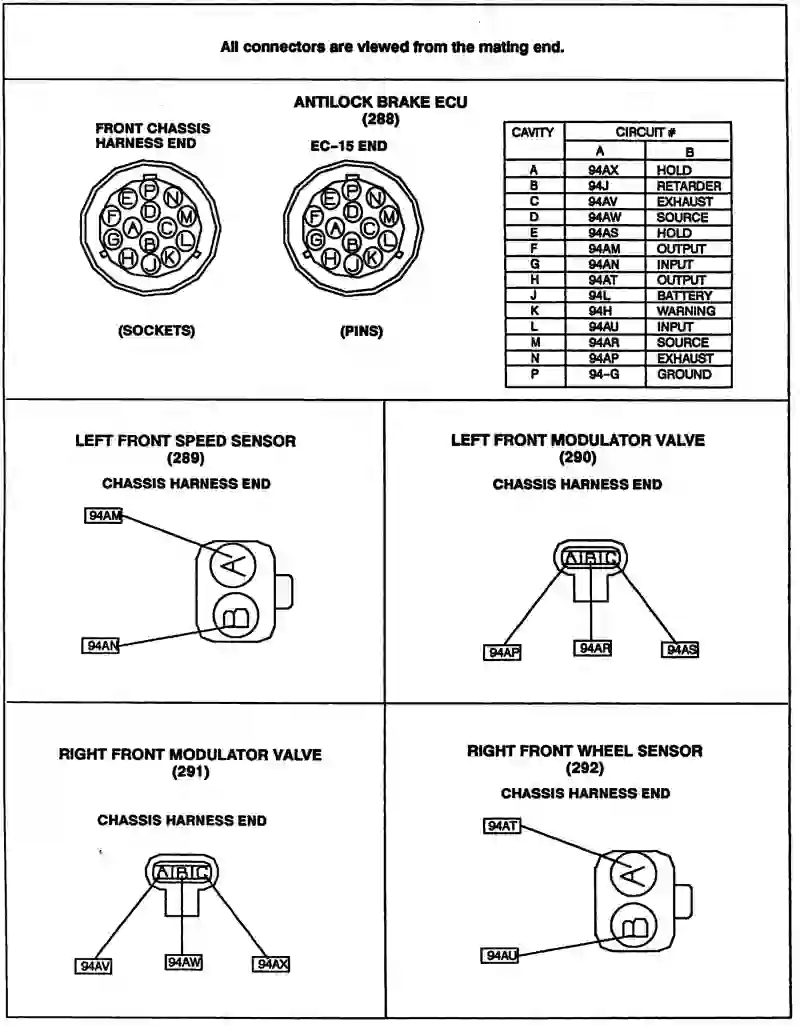 All connectors are viewed from the mating end.
ANTILOCK BRAKE ECU
(288)
FRONT CHASSIS
HARNESS END
EC-15 END
P
E N
D
F M
A C
G L
B
H K
J
P
E N
D
F M
A C
G L
B
H K
J
(SOCKETS)
(PINS)
CAVITY CIRCUIT #
A B
A 94AX HOLD
B 94J RETARDER
C 94AV EXHAUST
D 94AW SOURCE
E 94AS HOLD
F 94AM OUTPUT
G 94AN INPUT
H 94AT OUTPUT
J 94L BATTERY
K 94H WARNING
L 94AU INPUT
M 94AR SOURCE
N 94AP EXHAUST
P 94-G GROUND
LEFT FRONT SPEED SENSOR
(289)
CHASSIS HARNESS END
94AM
A
B
94AN
LEFT FRONT MODULATOR VALVE
(290)
CHASSIS HARNESS END
A B C
94AP 94AR 94AS
RIGHT FRONT MODULATOR VALVE
(291)
CHASSIS HARNESS END
A B C
94AV 94AW 94AX
RIGHT FRONT WHEEL SENSOR
(292)
CHASSIS HARNESS END
94AT
A
B
94AU